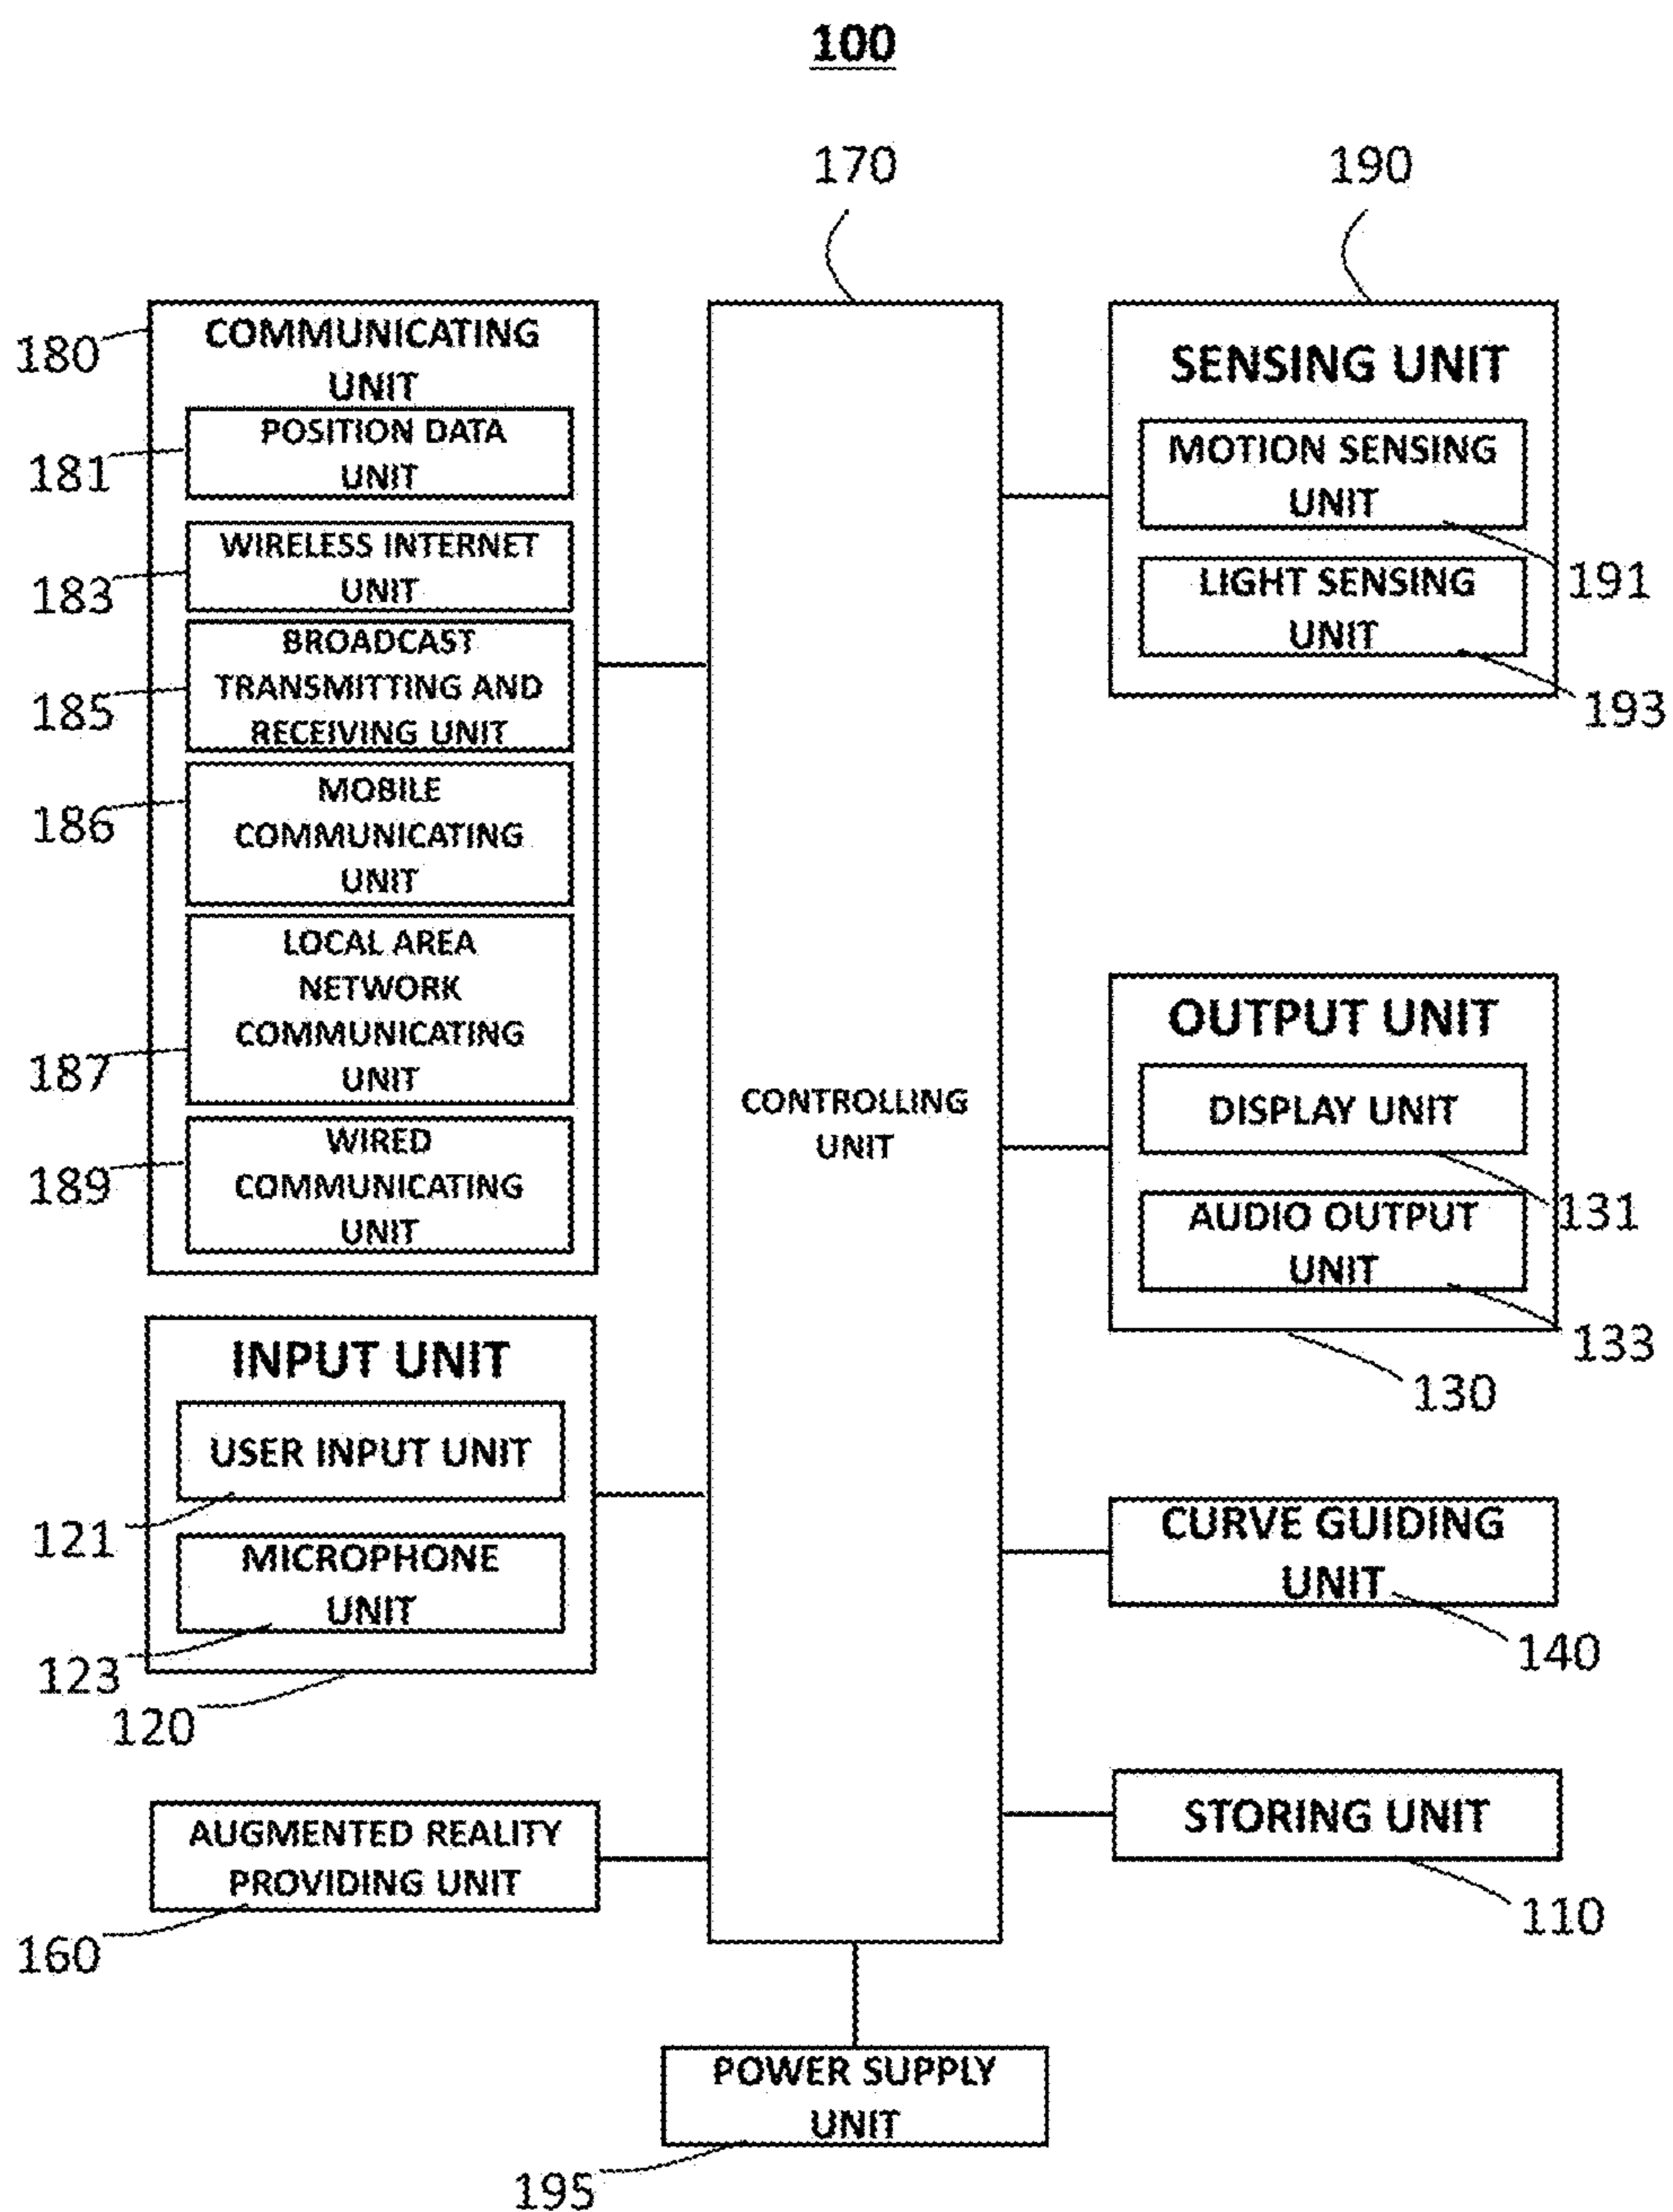 100
170
190
180
COMMUNICATING
UNIT
181
POSITION DATA
UNIT
183
WIRELESS INTERNET
UNIT
185
BROADCAST
TRANSMITTING AND
RECEIVING UNIT
186
MOBILE
COMMUNICATING
UNIT
187
LOCAL AREA
NETWORK
COMMUNICATING
UNIT
189
WIRED
COMMUNICATING
UNIT
INPUT UNIT
USER INPUT UNIT
121
MICROPHONE
UNIT
123
120
AUGMENTED REALITY
PROVIDING UNIT
160
CONTROLLING
UNIT
SENSING UNIT
MOTION SENSING
UNIT
191
LIGHT SENSING
UNIT
193
OUTPUT UNIT
DISPLAY UNIT
131
AUDIO OUTPUT
UNIT
133
130
CURVE GUIDING
UNIT
140
STORING UNIT
110
POWER SUPPLY
UNIT
195